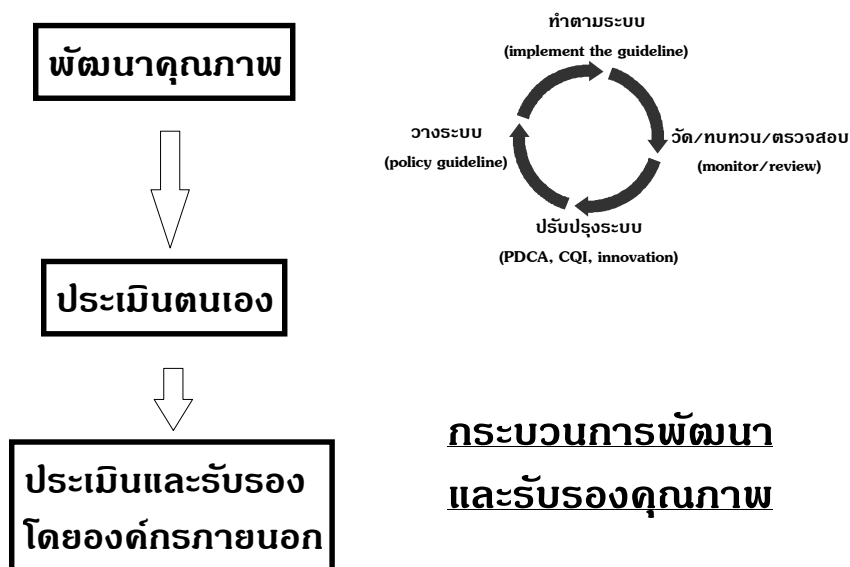 พัฒนาคุณภาพ
ประเมินตนเอง
ประเมินและรับรอง
โดยองค์กรภายนอก
ทำตามระบบ
(implement the guideline)
วัด/ทบทวน/ตรวจสอบ
(monitor/review)
ปรับปรุงระบบ
(PDCA, CQI, innovation)
วางระบบ
(policy guideline)
กระบวนการพัฒนา
และรับรองคุณภาพ